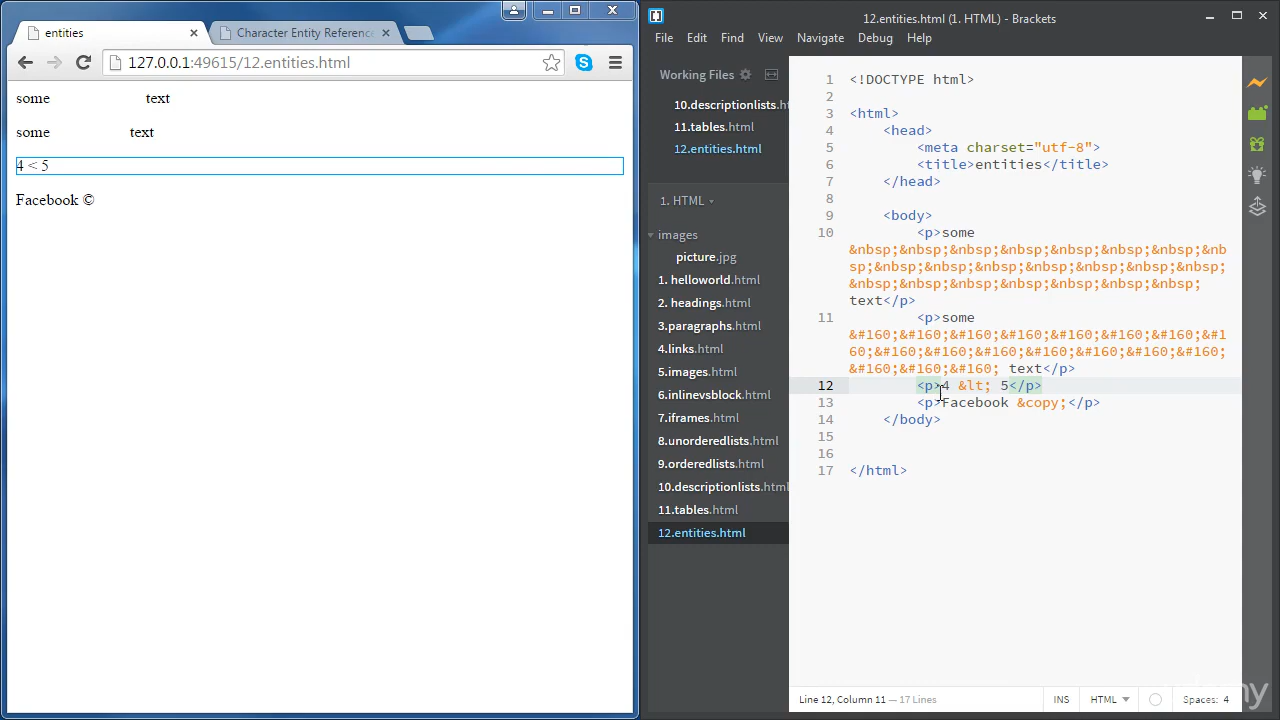 entities
Character Entity Reference
127.0.0.1:49615/12.entities.html
some text
some text
4 < 5
Facebook ©
12.entities.html (1. HTML) - Brackets
File Edit Find View Navigate Debug Help
Working Files
10.descriptionlists.ht
11.tables.html
12.entities.html
1. HTML
images
picture.jpg
1. helloworld.html
2. headings.html
3.paragraphs.html
4.links.html
5.images.html
6.inlinevsblock.html
7.iframes.html
8.unorderedlists.html
9.orderedlists.html
10.descriptionlists.html
11.tables.html
12.entities.html
1 <!DOCTYPE html>
2
3 <html>
4 <head>
5 <meta charset="utf-8">
6 <title>entities</title>
7 </head>
8
9 <body>
10 <p>some
&nbsp;&nbsp;&nbsp;&nbsp;&nbsp;&nbsp;&nbsp;&nb
sp;&nbsp;&nbsp;&nbsp;&nbsp;&nbsp;&nbsp;&nbsp;
&nbsp;&nbsp;&nbsp;&nbsp;&nbsp;&nbsp;&nbsp;
text</p>
11 <p>some
&#160;&#160;&#160;&#160;&#160;&#160;&#160;&#1
60;&#160;&#160;&#160;&#160;&#160;&#160;&#160;
&#160;&#160;&#160; text</p>
12 <p>4 &lt; 5</p>
13 <p>Facebook &copy;</p>
14 </body>
15
16
17 </html>
Line 12, Column 11 — 17 Lines
INS HTML Spaces: 4
udemy